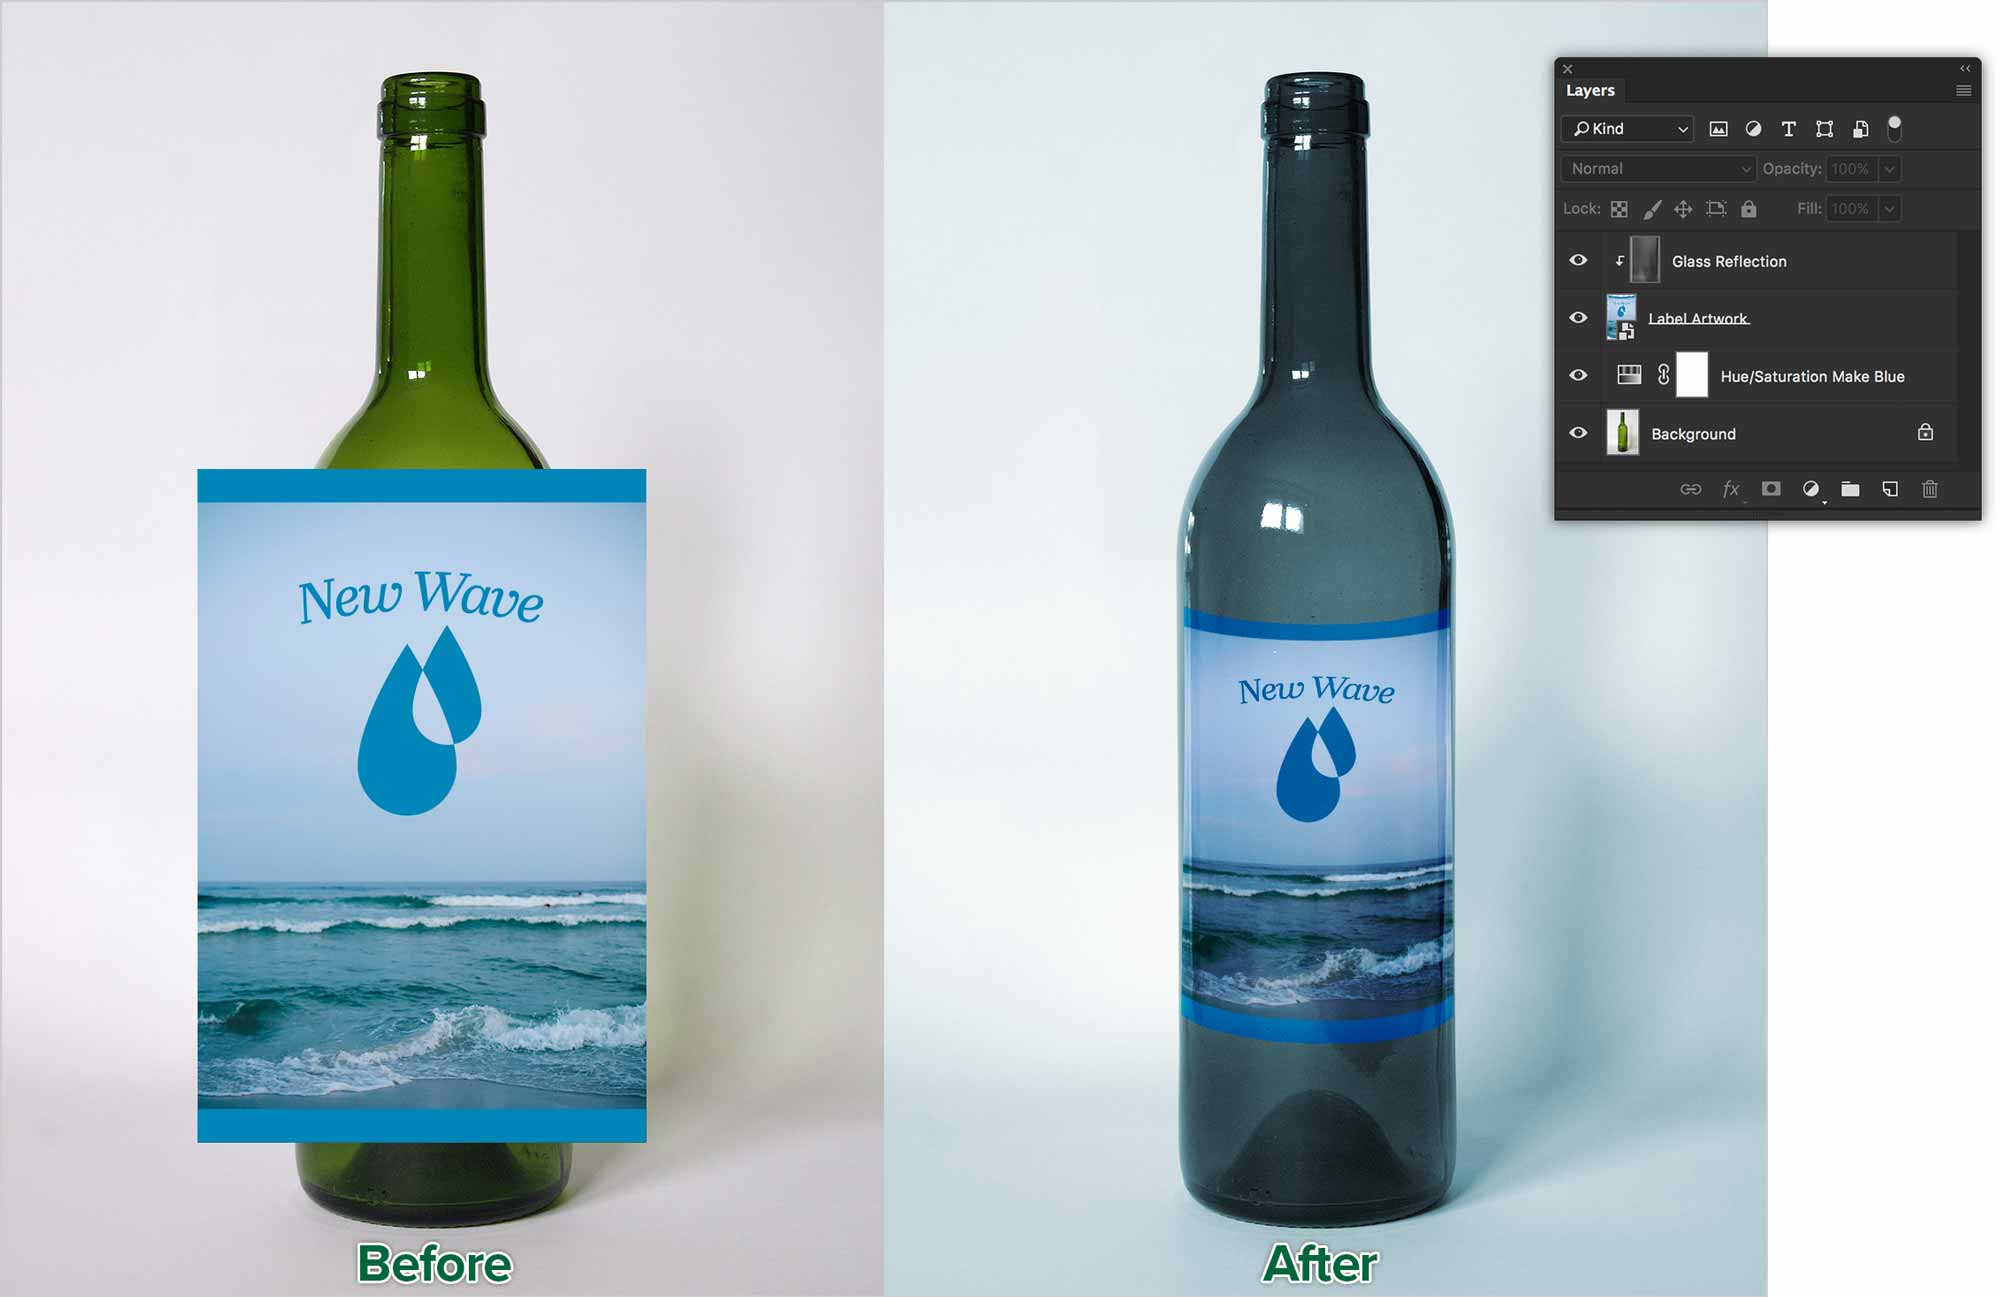 New Wave
Before
New Wave
After
Layers
Kind
Normal
Opacity: 100%
Lock:
Fill: 100%
Glass Reflection
Label Artwork
Hue/Saturation Make Blue
Background
fx